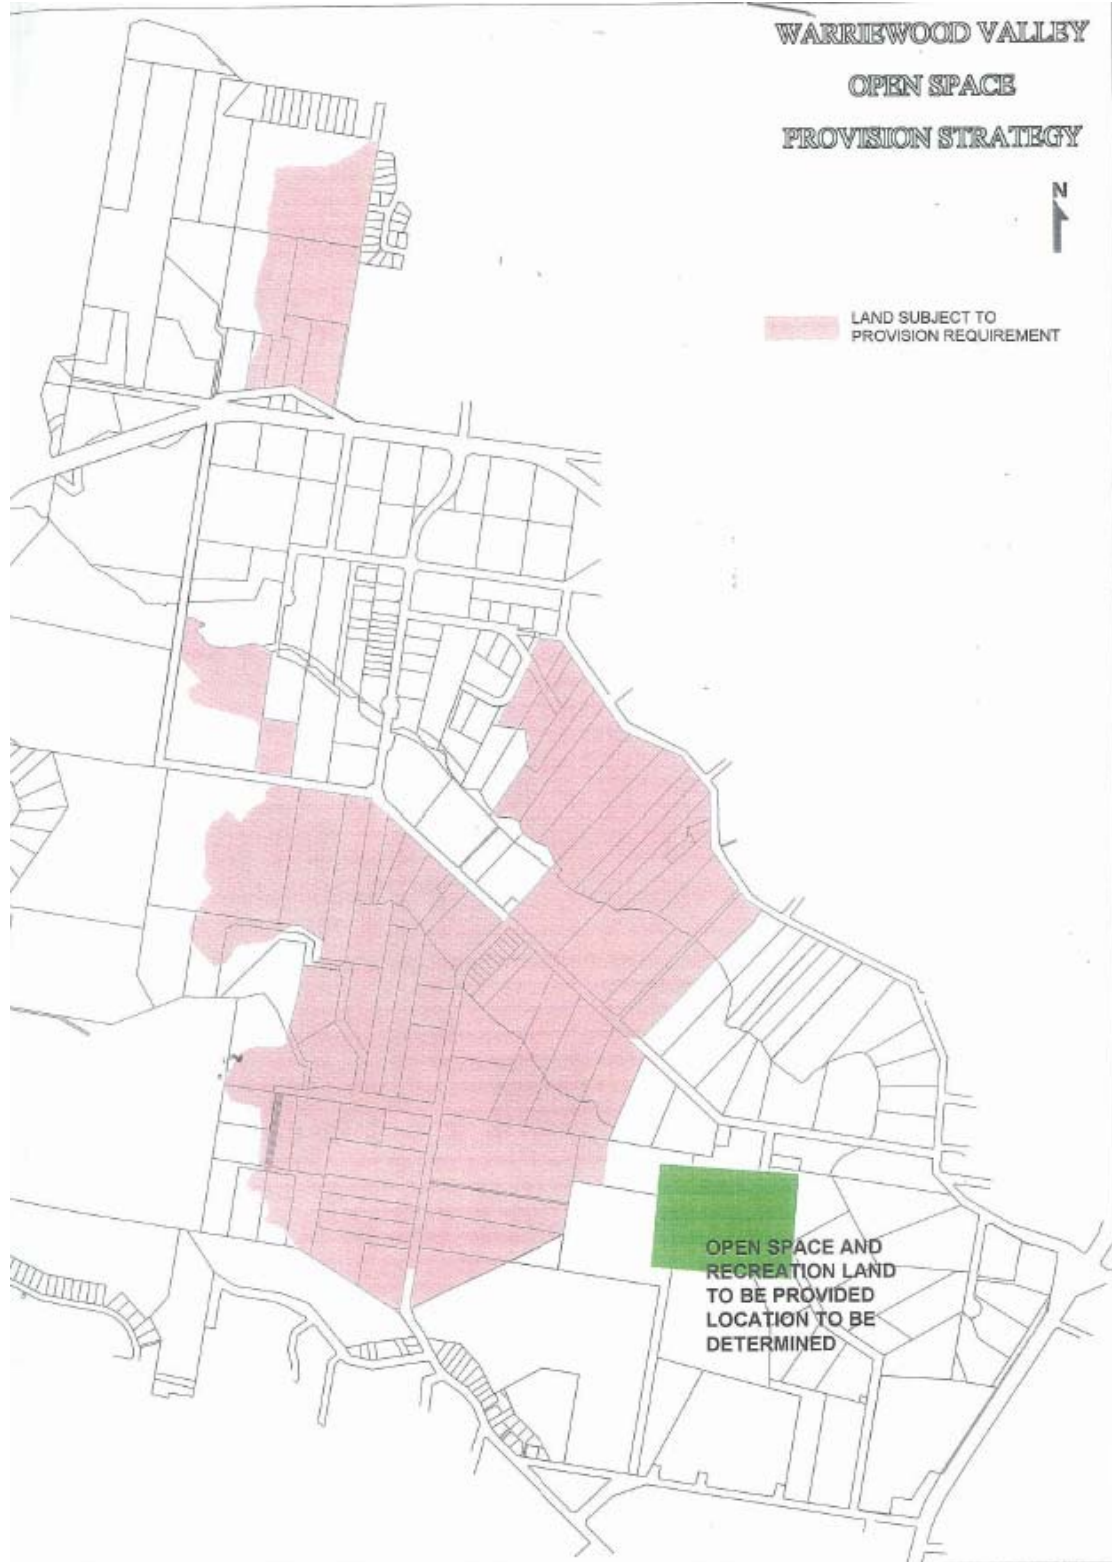 WARRIEWOOD VALLEY
OPEN SPACE
PROVISION STRATEGY
N
LAND SUBJECT TO
PROVISION REQUIREMENT
OPEN SPACE AND
RECREATION LAND
TO BE PROVIDED
LOCATION TO BE
DETERMINED